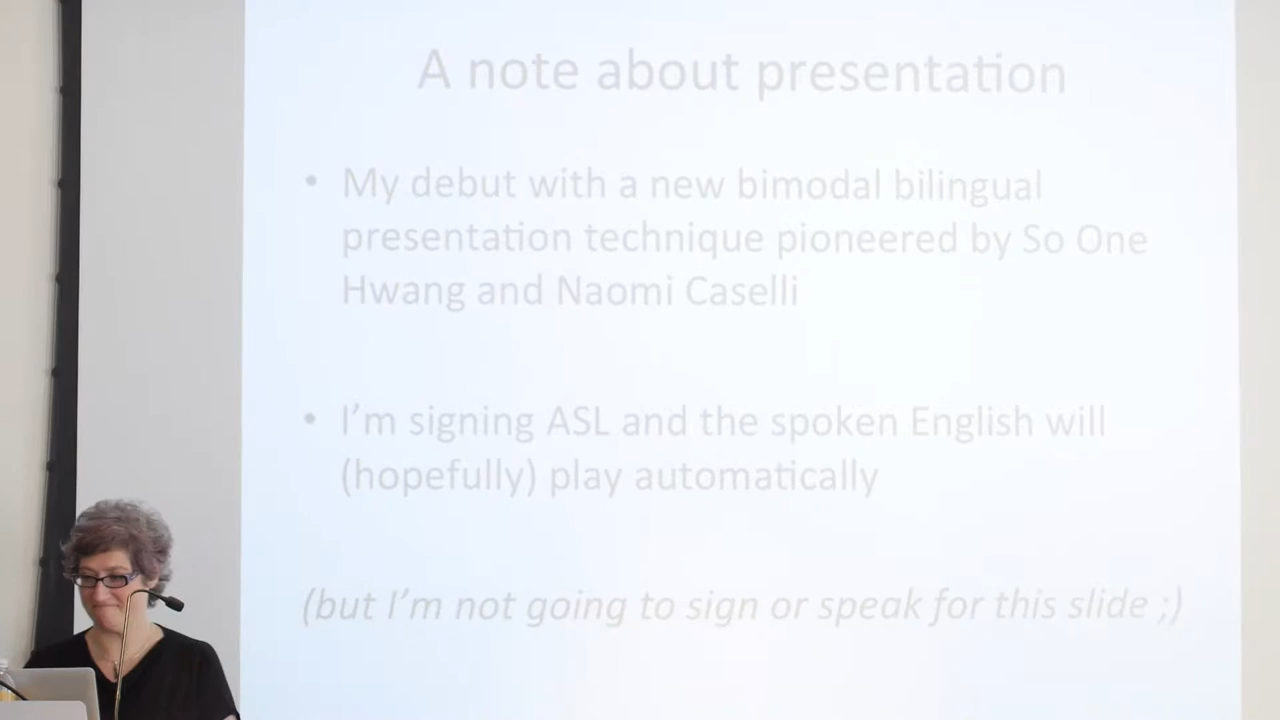 A note about presentation
• My debut with a new bimodal bilingual
presentation technique pioneered by So One
Hwang and Naomi Caselli
• I’m signing ASL and the spoken English will
(hopefully) play automatically
(but I’m not going to sign or speak for this slide ;)